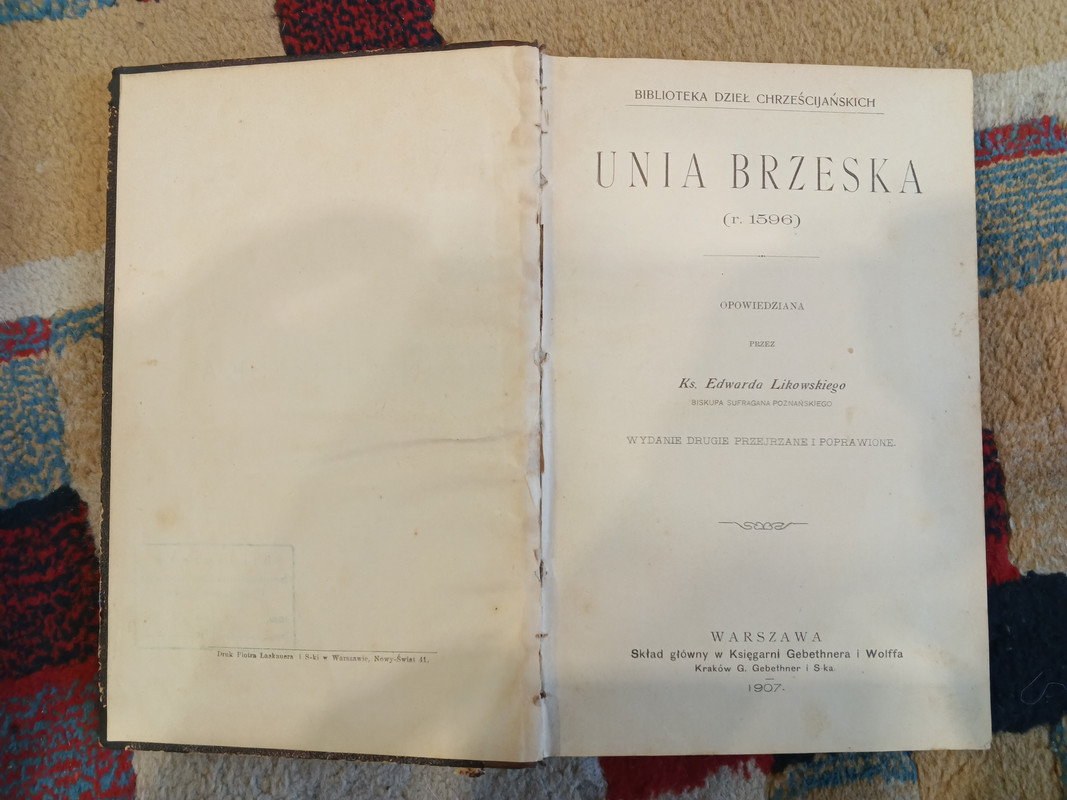 Druk Piotra Laskauera i S-ki w Warszawie, Nowy-Świat 41.
BIBLIOTEKA DZIEŁ CHRZEŚCIJAŃSKICH
UNIA BRZESKA
(r. 1596)
OPOWIEDZIANA
PRZEZ
Ks. Edwarda Likowskiego
BISKUPA SUFRAGANA POZNAŃSKIEGO
WYDANIE DRUGIE PRZEJRZANE I POPRAWIONE.
WARSZAWA
Skład główny w Księgarni Gebethnera i Wolffa
Kraków G. Gebethner i S-ka
1907.